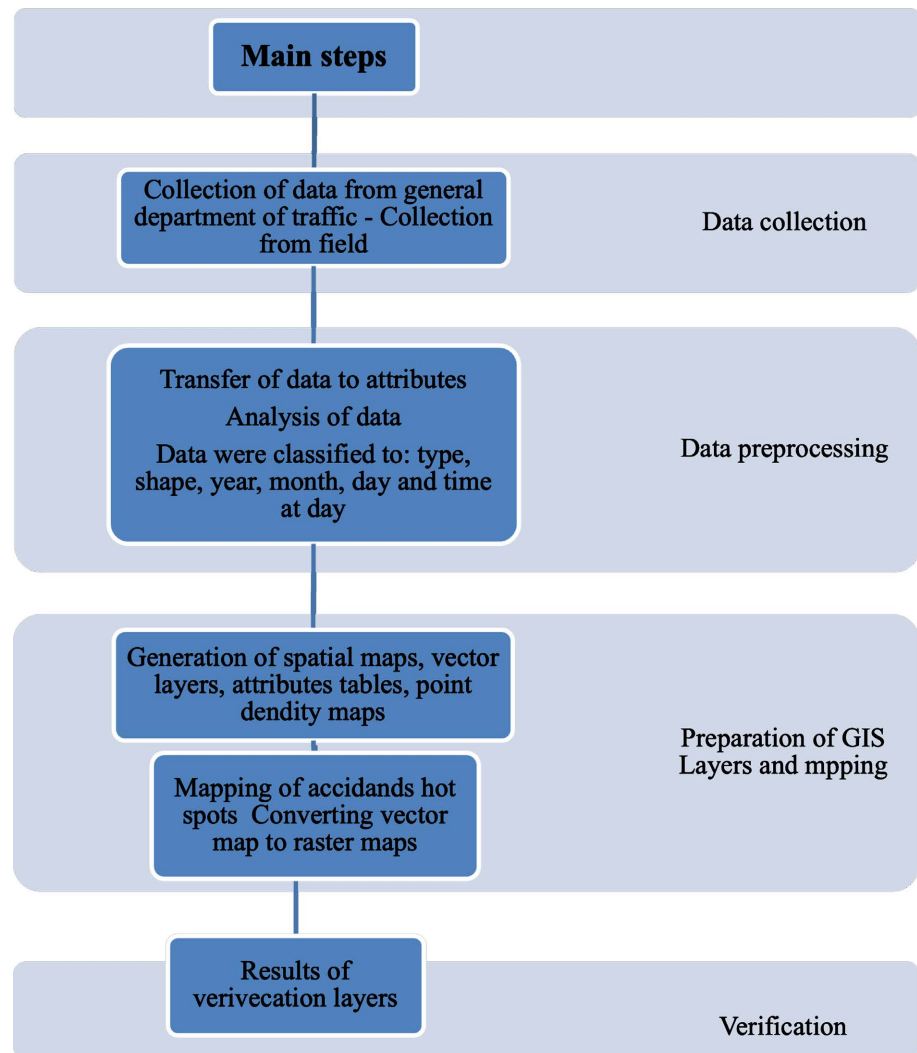 Main steps
Collection of data from general
department of traffic - Collection
from field
Data collection
Transfer of data to attributes
Analysis of data
Data were classified to: type,
shape, year, month, day and time
at day
Data preprocessing
Generation of spatial maps, vector
layers, attributes tables, point
dendity maps
Mapping of accidands hot
spots Converting vector
map to raster maps
Preparation of GIS
Layers and mpping
Results of
verivecation layers
Verification